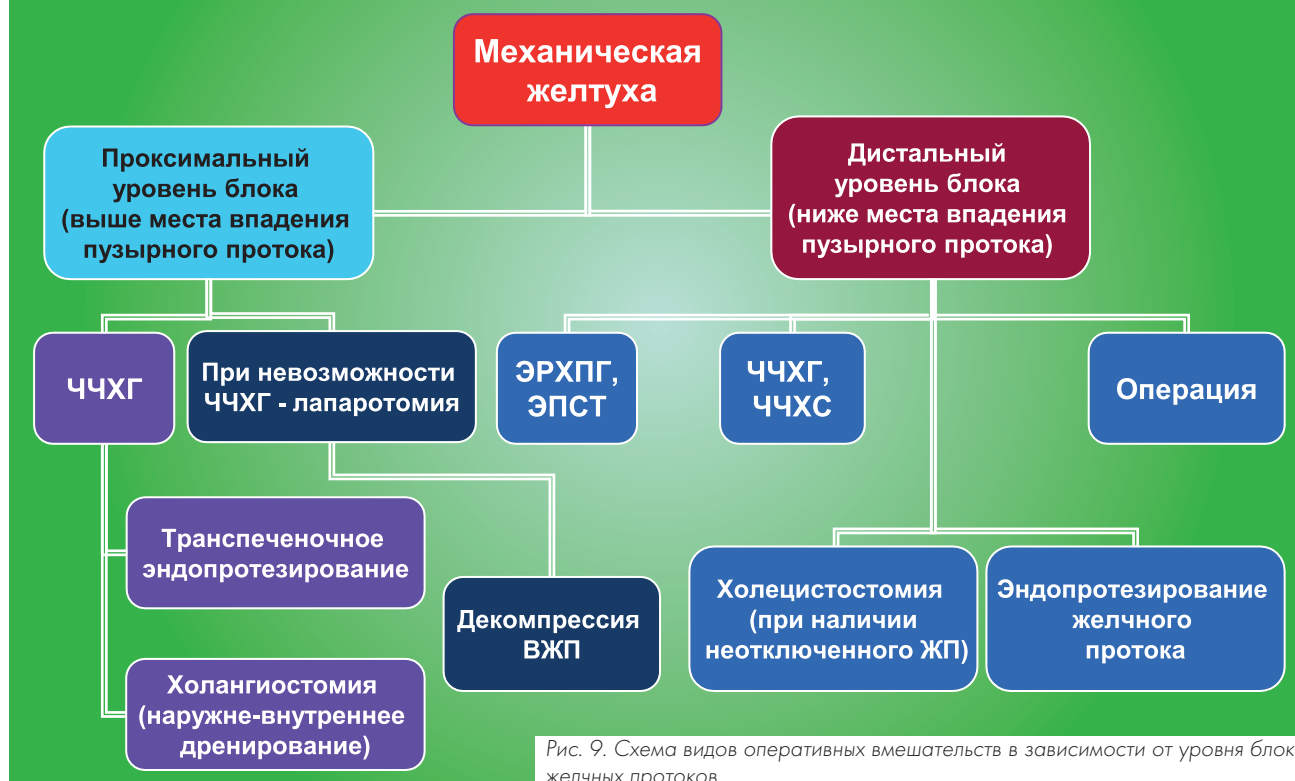 Механическая
желтуха
Проксимальный
уровень блока
(выше места впадения
пузырного протока)
Дистальный
уровень блока
(ниже места впадения
пузырного протока)
ЧЧХГ
При невозможности
ЧЧХГ - лапаротомия
ЭРХПГ,
ЭПСТ
ЧЧХГ,
ЧЧХС
Операция
Транспеченочное
эндопротезирование
Холангиостомия
(наружне-внутреннее
дренирование)
Декомпрессия
ВЖП
Холецистостомия
(при наличии
неотключенного ЖП)
Эндопротезирование
желчного
протока
Рис. 9. Схема видов оперативных вмешательств в зависимости от уровня блок
желчных протоков